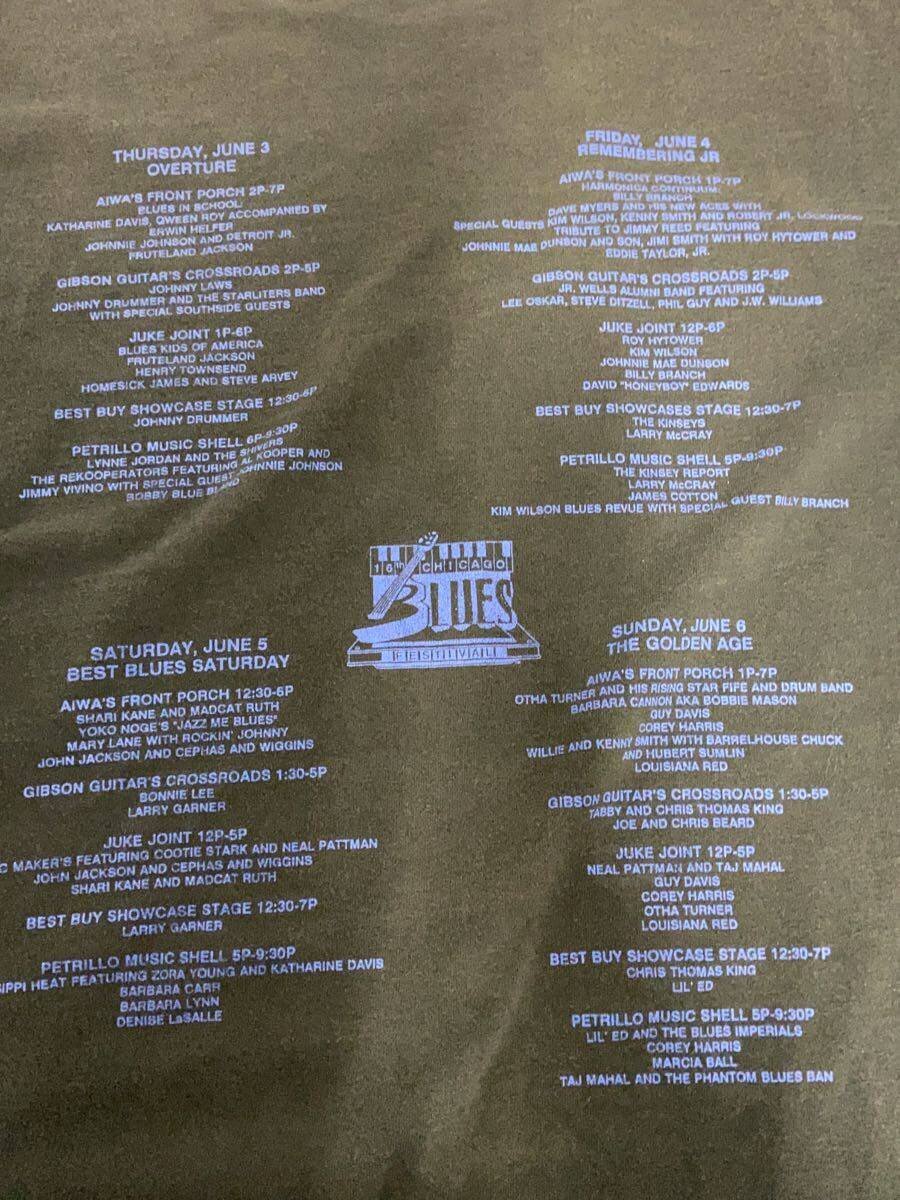 THURSDAY, JUNE 3
OVERTURE
AIWA'S FRONT PORCH 2P-7P
BLUES IN SCHOOL
KATHARINE DAVIS, QWEEN ROY ACCOMPANIED BY
ERWIN HELFER
JOHNNIE JOHNSON AND DETROIT JR.
FRUTELAND JACKSON
GIBSON GUITAR'S CROSSROADS 2P-5P
JOHNNY LAWS
JOHNNY DRUMMER AND THE STARLITERS BAND
WITH SPECIAL SOUTHSIDE GUESTS
JUKE JOINT 1P-6P
BLUES KIDS OF AMERICA
FRUTELAND JACKSON
HENRY TOWNSEND
HOMESICK JAMES AND STEVE ARVEY
BEST BUY SHOWCASE STAGE 12:30-6P
JOHNNY DRUMMER
PETRILLO MUSIC SHELL 6P-9:30P
LYNNE JORDAN AND THE SHIVERS
THE REKOOPERATORS FEATURING AL KOOPER AND
JIMMY VIVINO WITH SPECIAL GUEST JOHNNIE JOHNSON
BOBBY BLUE BLAND
FRIDAY, JUNE 4
REMEMBERING JR
AIWA'S FRONT PORCH 1P-7P
HARMONICA CONTINUUM:
BILLY BRANCH
DAVE MYERS AND HIS NEW ACES WITH
SPECIAL GUESTS KIM WILSON, KENNY SMITH AND ROBERT JR. LOCKWOOD
TRIBUTE TO JIMMY REED FEATURING
JOHNNIE MAE DUNSON AND SON, JIMI SMITH WITH ROY HYTOWER AND
EDDIE TAYLOR, JR.
GIBSON GUITAR'S CROSSROADS 2P-5P
JR. WELLS ALUMNI BAND FEATURING
LEE OSKAR, STEVE DITZELL, PHIL GUY AND J.W. WILLIAMS
JUKE JOINT 12P-6P
ROY HYTOWER
KIM WILSON
JOHNNIE MAE DUNSON
BILLY BRANCH
DAVID "HONEYBOY" EDWARDS
BEST BUY SHOWCASES STAGE 12:30-7P
THE KINSEYS
LARRY McCRAY
PETRILLO MUSIC SHELL 5P-9:30P
THE KINSEY REPORT
LARRY McCRAY
JAMES COTTON
KIM WILSON BLUES REVUE WITH SPECIAL GUEST BILLY BRANCH
16th CHICAGO
BLUES
FESTIVAL
SATURDAY, JUNE 5
BEST BLUES SATURDAY
AIWA'S FRONT PORCH 12:30-6P
SHARI KANE AND MADCAT RUTH
YOKO NOGE'S "JAZZ ME BLUES"
MARY LANE WITH ROCKIN' JOHNNY
JOHN JACKSON AND CEPHAS AND WIGGINS
GIBSON GUITAR'S CROSSROADS 1:30-5P
BONNIE LEE
LARRY GARNER
JUKE JOINT 12P-5P
C MAKER'S FEATURING COOTIE STARK AND NEAL PATTMAN
JOHN JACKSON AND CEPHAS AND WIGGINS
SHARI KANE AND MADCAT RUTH
BEST BUY SHOWCASE STAGE 12:30-7P
LARRY GARNER
PETRILLO MUSIC SHELL 5P-9:30P
IPPI HEAT FEATURING ZORA YOUNG AND KATHARINE DAVIS
BARBARA CARR
BARBARA LYNN
DENISE LaSALLE
SUNDAY, JUNE 6
THE GOLDEN AGE
AIWA'S FRONT PORCH 1P-7P
OTHA TURNER AND HIS RISING STAR FIFE AND DRUM BAND
BARBARA CANNON AKA BOBBIE MASON
GUY DAVIS
COREY HARRIS
WILLIE AND KENNY SMITH WITH BARRELHOUSE CHUCK
AND HUBERT SUMLIN
LOUISIANA RED
GIBSON GUITAR'S CROSSROADS 1:30-5P
TABBY AND CHRIS THOMAS KING
JOE AND CHRIS BEARD
JUKE JOINT 12P-5P
NEAL PATTMAN AND TAJ MAHAL
GUY DAVIS
COREY HARRIS
OTHA TURNER
LOUISIANA RED
BEST BUY SHOWCASE STAGE 12:30-7P
CHRIS THOMAS KING
LIL' ED
PETRILLO MUSIC SHELL 5P-9:30P
LIL' ED AND THE BLUES IMPERIALS
COREY HARRIS
MARCIA BALL
TAJ MAHAL AND THE PHANTOM BLUES BAN